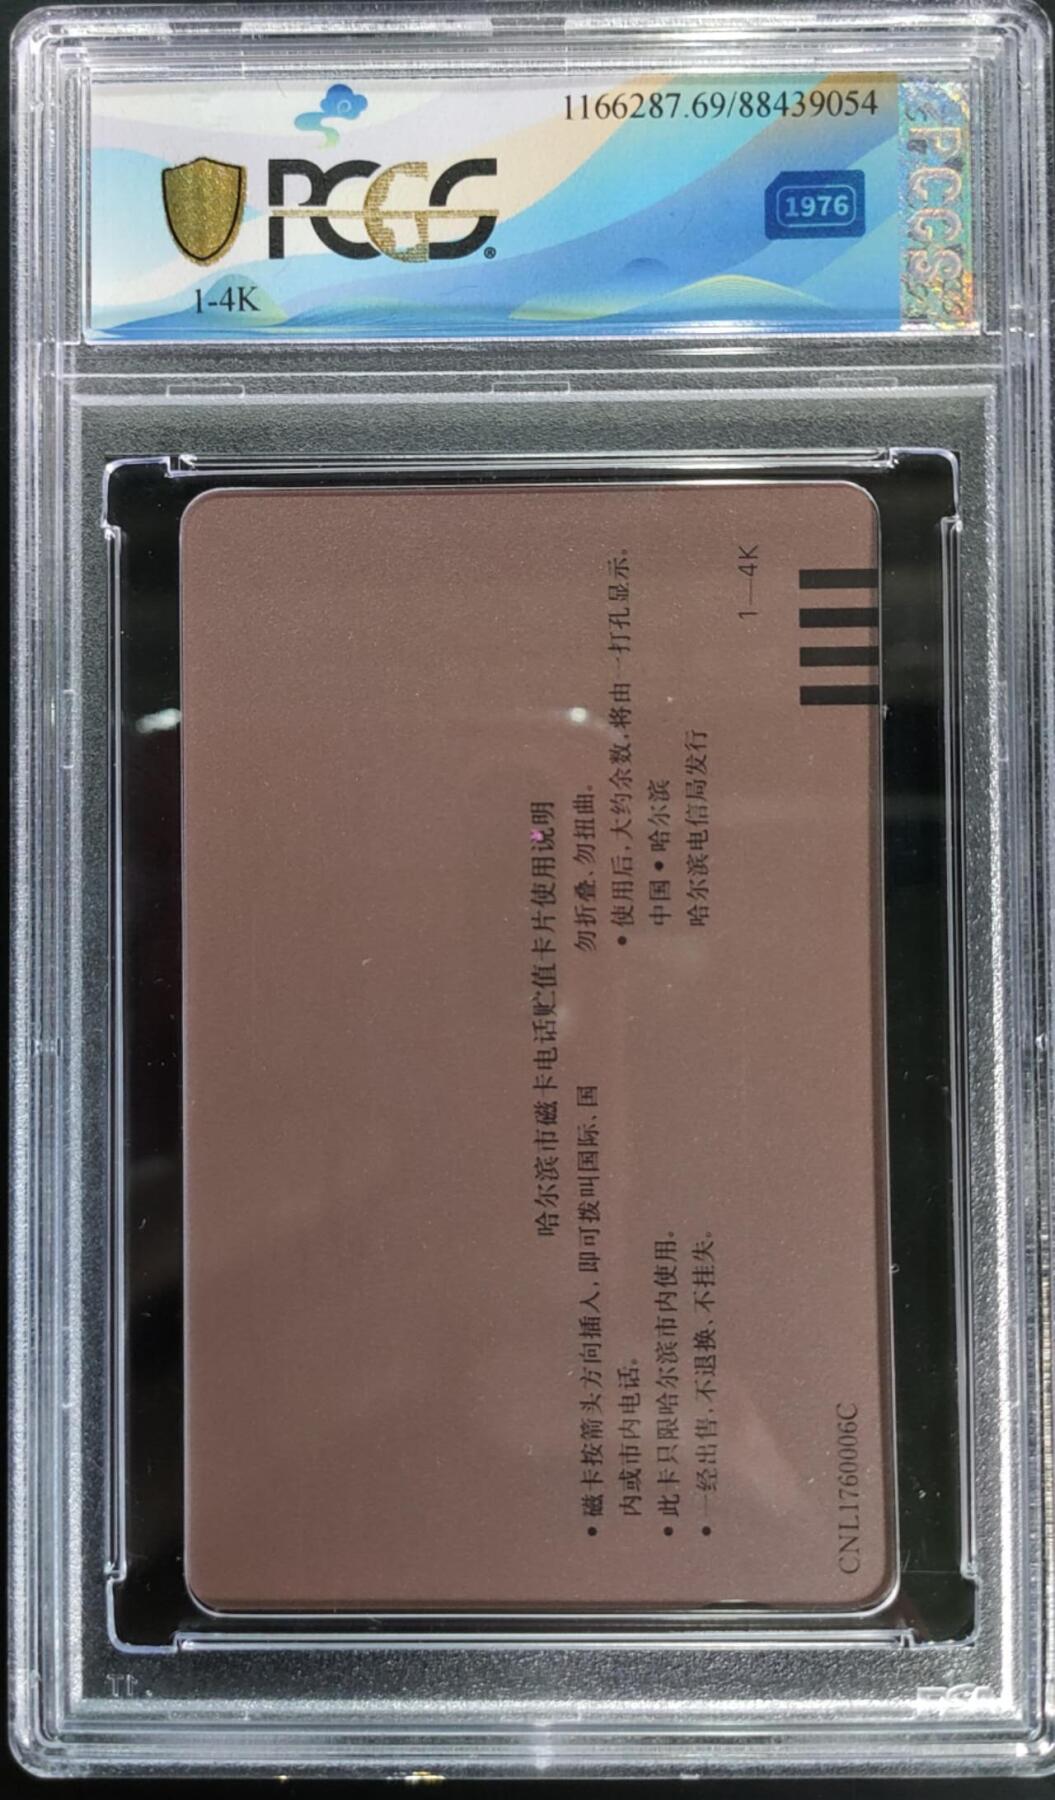 1166287.69/88439054
PCGS
1976
1-4K
PCGS
哈尔滨市磁卡电话贮值卡片使用说明
•磁卡按箭头方向插入,即可拨叫国际、国
内或市内电话。
•此卡只限哈尔滨市内使用。
•一经出售,不退换、不挂失。
勿折叠、勿扭曲。
•使用后,大约余数,将由一打孔显示。
中国•哈尔滨
哈尔滨电信局发行
1—4K
CNL1760006C